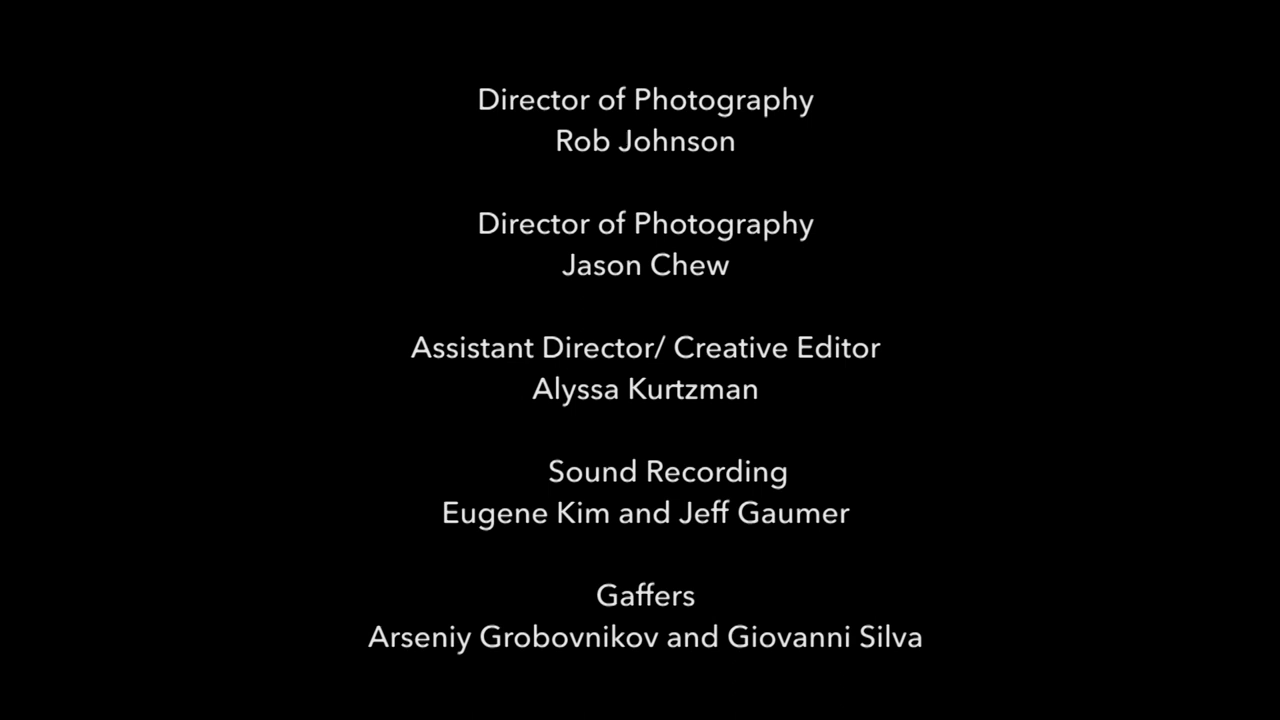 Director of Photography
Rob Johnson
Director of Photography
Jason Chew
Assistant Director/ Creative Editor
Alyssa Kurtzman
Sound Recording
Eugene Kim and Jeff Gaumer
Gaffers
Arseniy Grobovnikov and Giovanni Silva